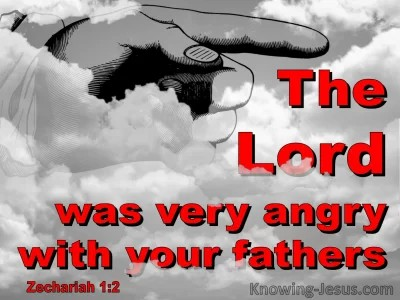 The
Lord
was very angry
with your fathers
Zechariah 1:2
Knowing-Jesus.com